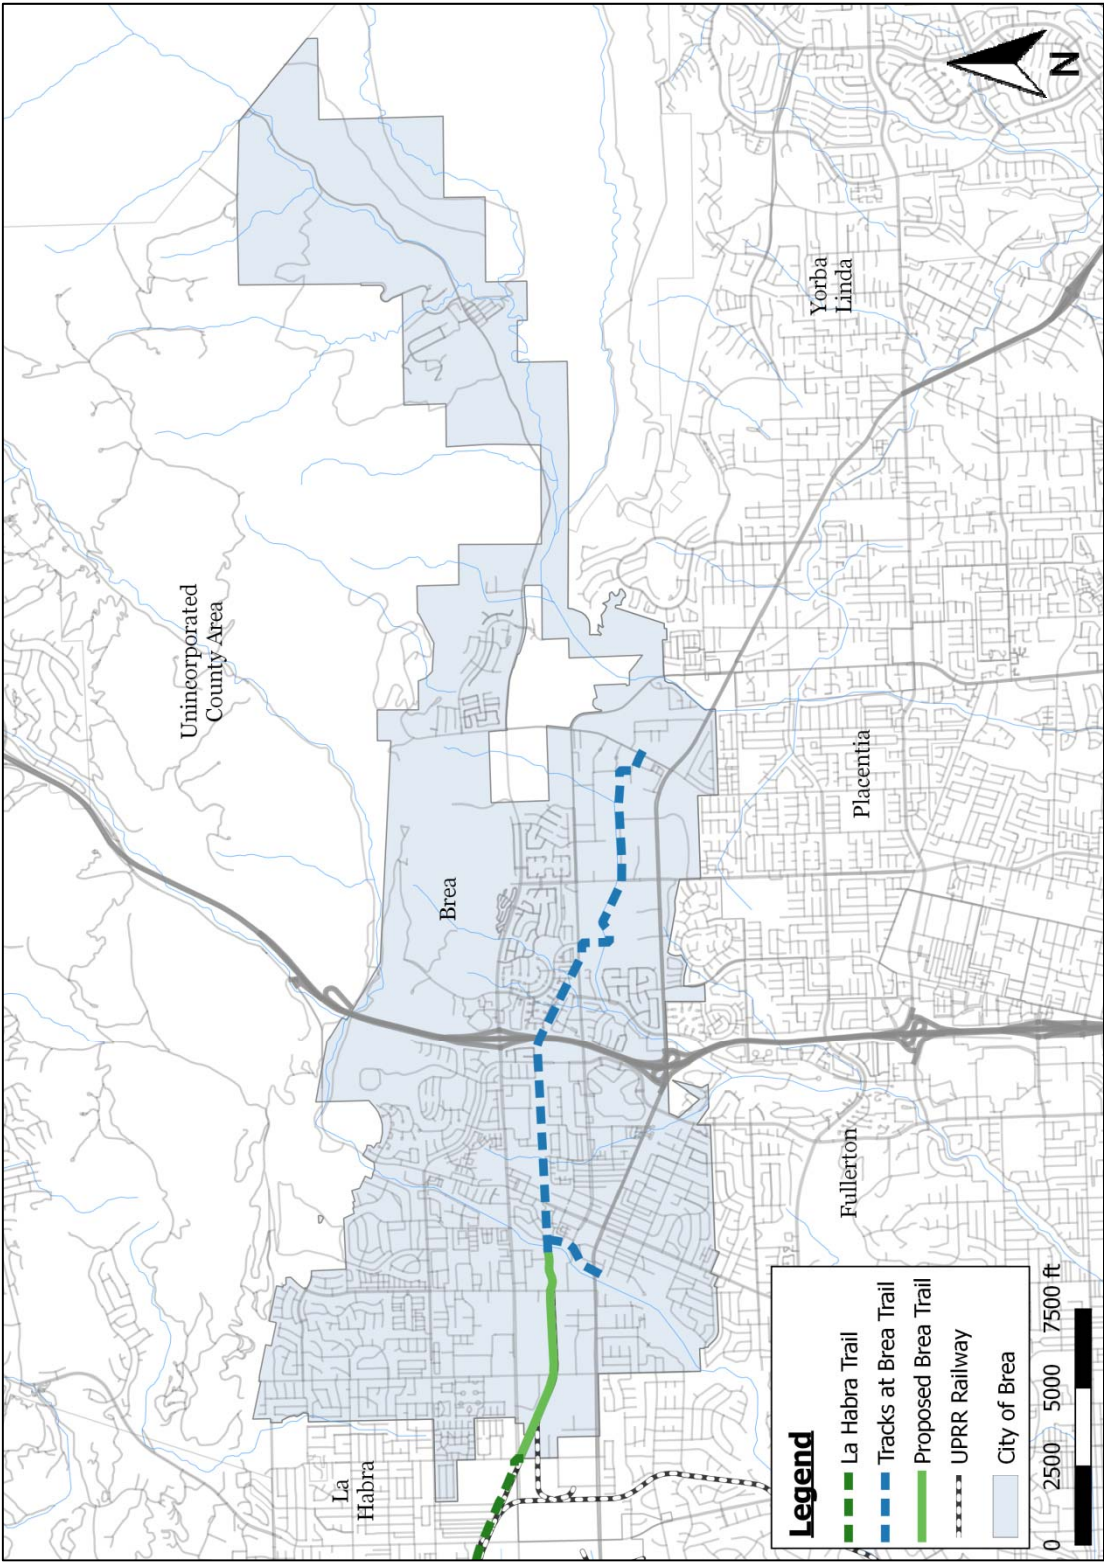 N
Unincorporated
County Area
Yorba
Linda
Brea
Placentia
Fullerton
La
Habra
Legend
La Habra Trail
Tracks at Brea Trail
Proposed Brea Trail
UPRR Railway
City of Brea
0 2500 5000 7500 ft